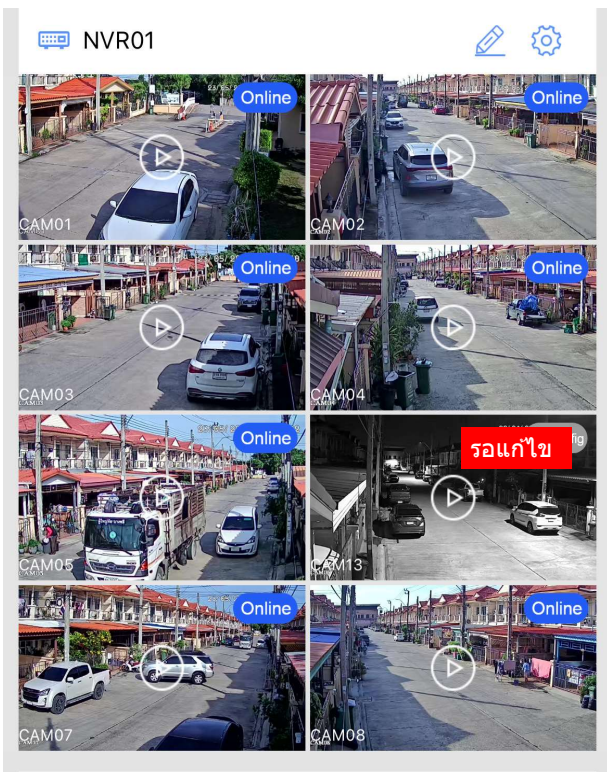 NVR01
Online
Online
CAM01
CAM02
Online
Online
CAM03
CAM04
Online
รอแก้ไข
CAM05
CAM13
Online
Online
CAM07
CAM08